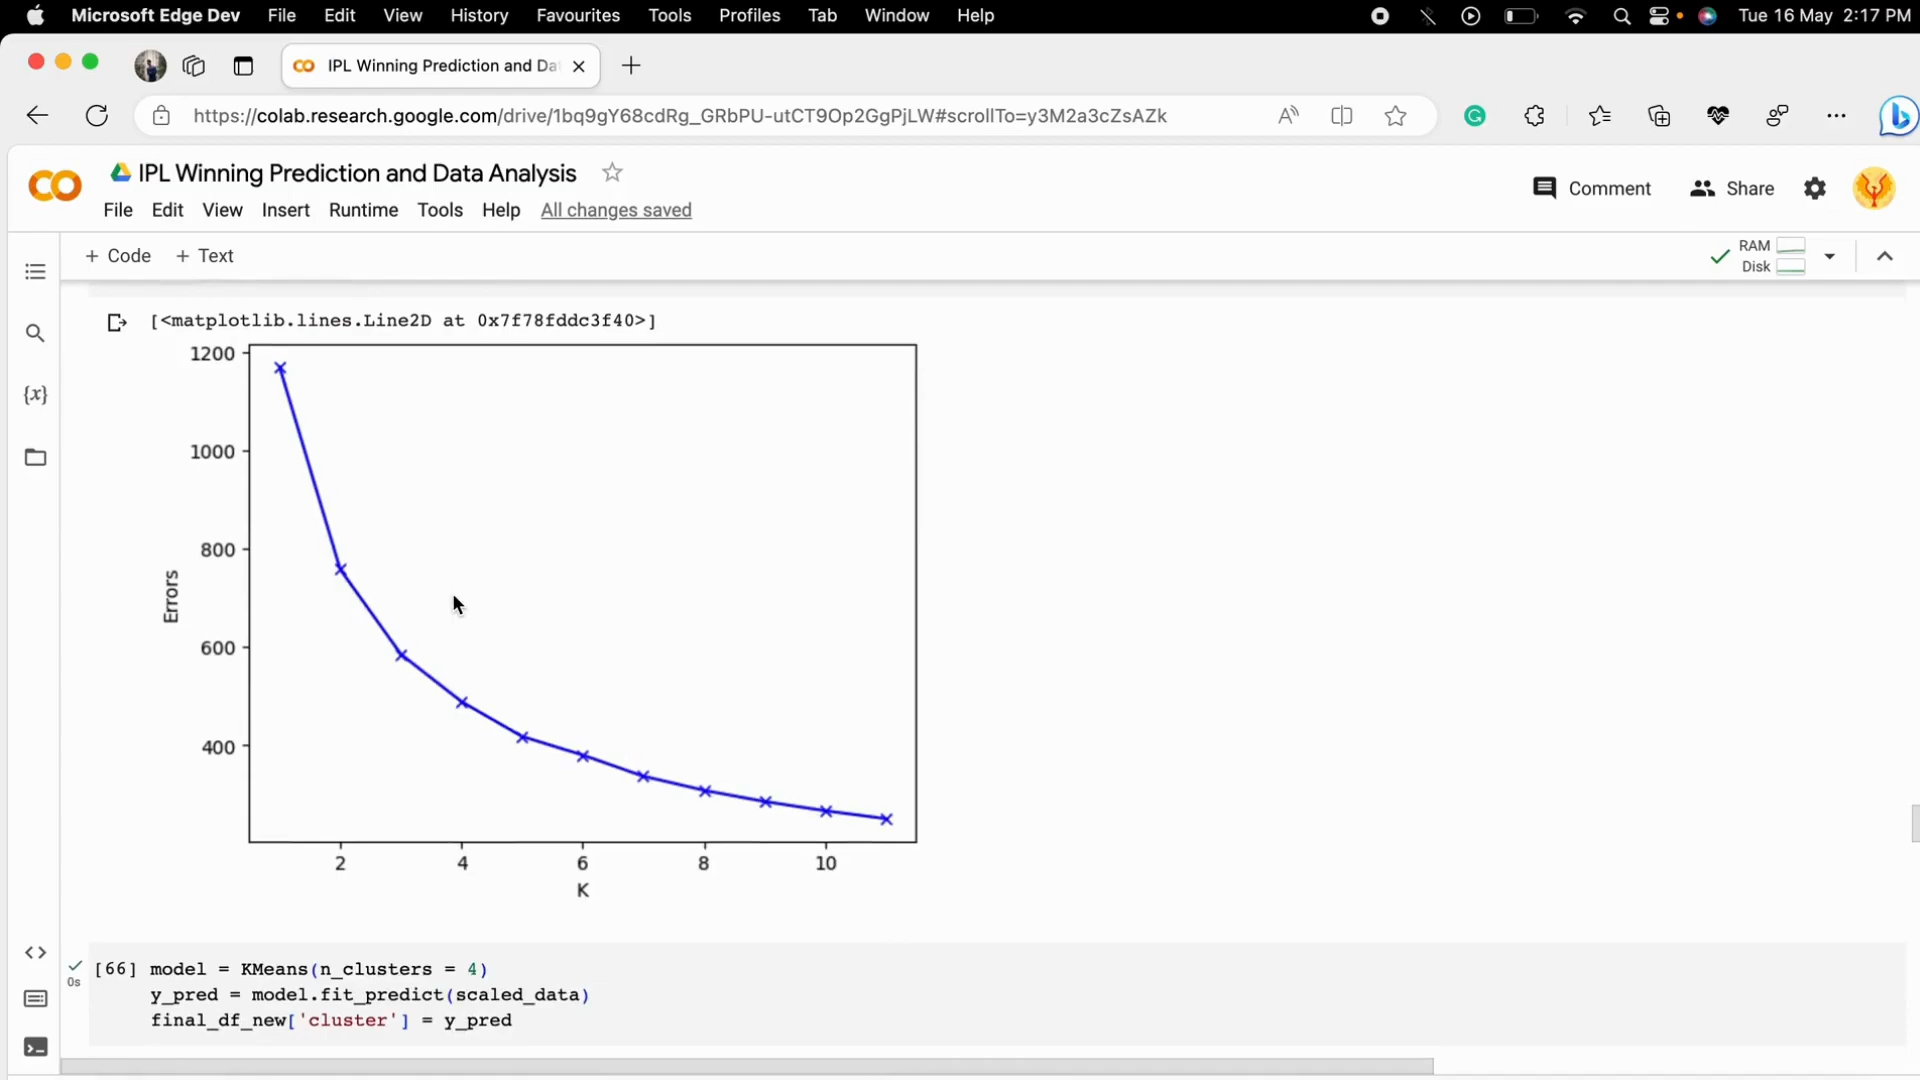 Microsoft Edge Dev File Edit View History Favourites Tools Profiles Tab Window Help Tue 16 May 2:17 PM
IPL Winning Prediction and Da
https://colab.research.google.com/drive/1bq9gY68cdRg_GRbPU-utCT9Op2GgPjLW#scrollTo=y3M2a3cZsAZk
IPL Winning Prediction and Data Analysis
Comment Share
File Edit View Insert Runtime Tools Help All changes saved
+ Code + Text
RAM
Disk
{x}
[<matplotlib.lines.Line2D at 0x7f78fddc3f40>]
1200
1000
800
600
400
Errors
2 4 6 8 10
K
[66] model = KMeans(n_clusters = 4)
0s
y_pred = model.fit_predict(scaled_data)
final_df_new['cluster'] = y_pred